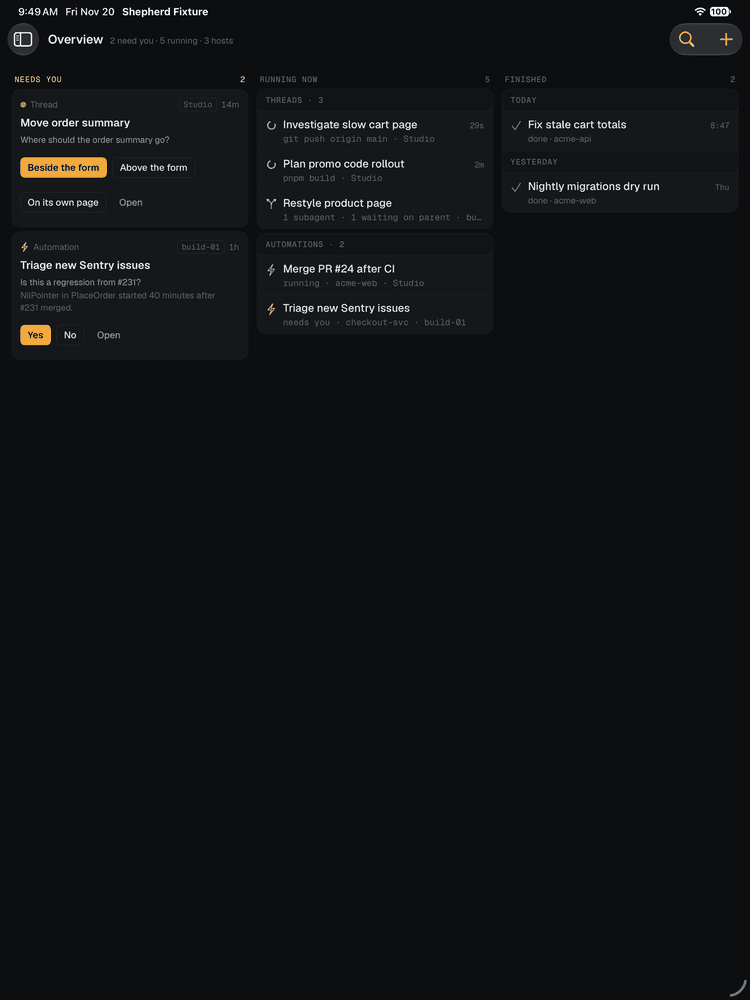 9:49 AM Fri Nov 20 Shepherd Fixture
100
Overview 2 need you · 5 running · 3 hosts
NEEDS YOU 2
Thread Studio 14m
Move order summary
Where should the order summary go?
Beside the form Above the form
On its own page Open
Automation build-01 1h
Triage new Sentry issues
Is this a regression from #231?
NilPointer in PlaceOrder started 40 minutes after
#231 merged.
Yes No Open
RUNNING NOW 5
THREADS · 3
Investigate slow cart page 29s
git push origin main · Studio
Plan promo code rollout 2m
pnpm build · Studio
Restyle product page
1 subagent · 1 waiting on parent · bu…
AUTOMATIONS · 2
Merge PR #24 after CI
running · acme-web · Studio
Triage new Sentry issues
needs you · checkout-svc · build-01
FINISHED 2
TODAY
Fix stale cart totals 8:47
done · acme-api
YESTERDAY
Nightly migrations dry run Thu
done · acme-web